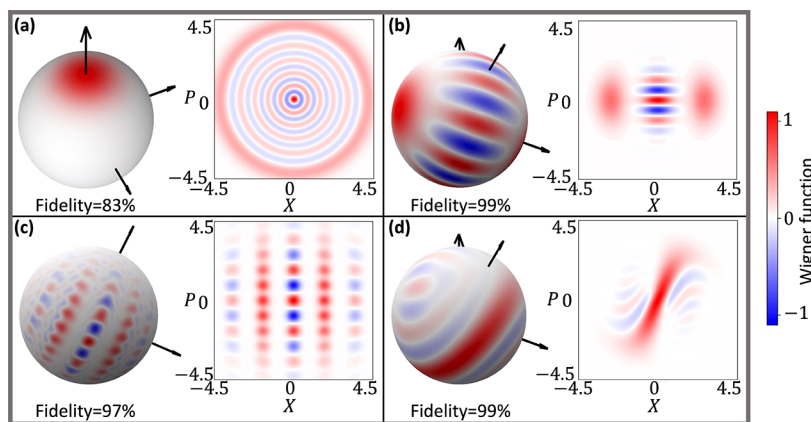 (a)
4.5
P 0
−4.5
−4.5 0 4.5
X
Fidelity=83%
(b)
4.5
P 0
−4.5
−4.5 0 4.5
X
Fidelity=99%
(c)
4.5
P 0
−4.5
−4.5 0 4.5
X
Fidelity=97%
(d)
4.5
P 0
−4.5
−4.5 0 4.5
X
Fidelity=99%
1
0
−1
Wigner function